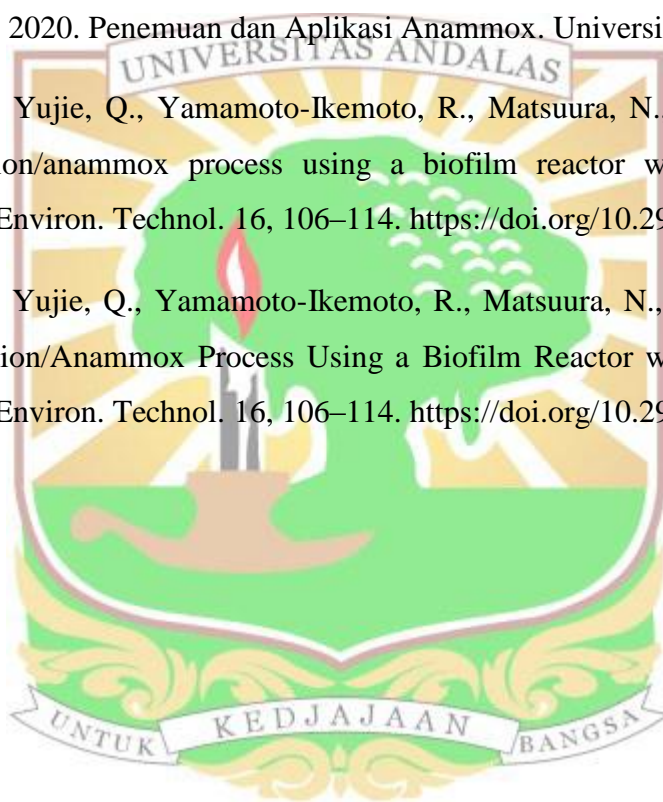 2020. Penemuan dan Aplikasi Anammox. Universi
UNIVERSITAS ANDALAS
Yujie, Q., Yamamoto-Ikemoto, R., Matsuura, N.,
on/anammox process using a biofilm reactor w
Environ. Technol. 16, 106–114. https://doi.org/10.29
Yujie, Q., Yamamoto-Ikemoto, R., Matsuura, N.,
ion/Anammox Process Using a Biofilm Reactor w
Environ. Technol. 16, 106–114. https://doi.org/10.29
UNTUK KEDJAJAAN BANGSA